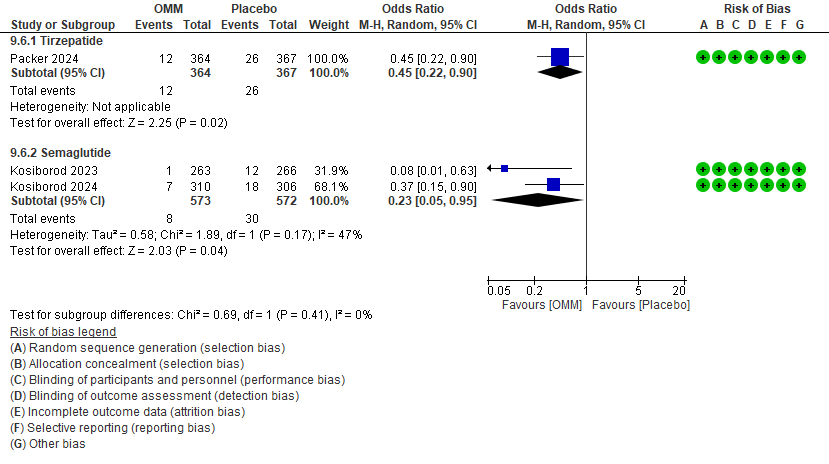 OMM Placebo Odds Ratio Odds Ratio Risk of Bias
Study or Subgroup Events Total Events Total Weight M-H, Random, 95% CI M-H, Random, 95% CI A B C D E F G
9.6.1 Tirzepatide
Packer 2024 12 364 26 367 100.0% 0.45 [0.22, 0.90]
Subtotal (95% CI) 364 367 100.0% 0.45 [0.22, 0.90]
Total events 12 26
Heterogeneity: Not applicable
Test for overall effect: Z = 2.25 (P = 0.02)
9.6.2 Semaglutide
Kosiborod 2023 1 263 12 266 31.9% 0.08 [0.01, 0.63]
Kosiborod 2024 7 310 18 306 68.1% 0.37 [0.15, 0.90]
Subtotal (95% CI) 573 572 100.0% 0.23 [0.05, 0.95]
Total events 8 30
Heterogeneity: Tau² = 0.58; Chi² = 1.89, df = 1 (P = 0.17); I² = 47%
Test for overall effect: Z = 2.03 (P = 0.04)
0.05 0.2 1 5 20
Favours [OMM] Favours [Placebo]
Test for subgroup differences: Chi² = 0.69, df = 1 (P = 0.41), I² = 0%
Risk of bias legend
(A) Random sequence generation (selection bias)
(B) Allocation concealment (selection bias)
(C) Blinding of participants and personnel (performance bias)
(D) Blinding of outcome assessment (detection bias)
(E) Incomplete outcome data (attrition bias)
(F) Selective reporting (reporting bias)
(G) Other bias